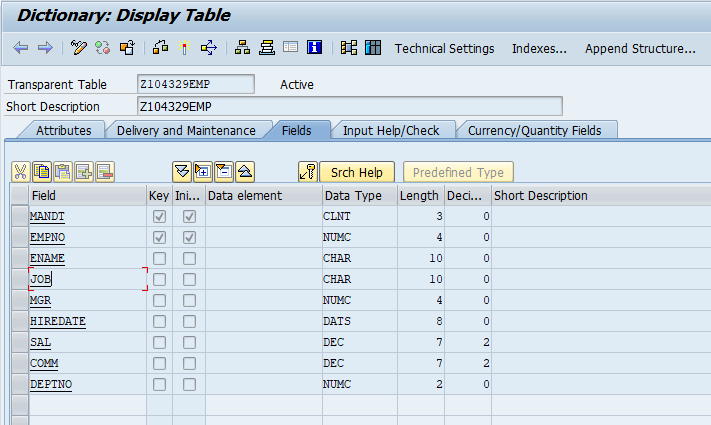 Dictionary: Display Table
Technical Settings Indexes... Append Structure...
Transparent Table Z104329EMP Active
Short Description Z104329EMP
Attributes Delivery and Maintenance Fields Input Help/Check Currency/Quantity Fields
Srch Help Predefined Type
Field Key Ini... Data element Data Type Length Deci... Short Description
MANDT CLNT 3 0
EMPNO NUMC 4 0
ENAME CHAR 10 0
JOB CHAR 10 0
MGR NUMC 4 0
HIREDATE DATS 8 0
SAL DEC 7 2
COMM DEC 7 2
DEPTNO NUMC 2 0